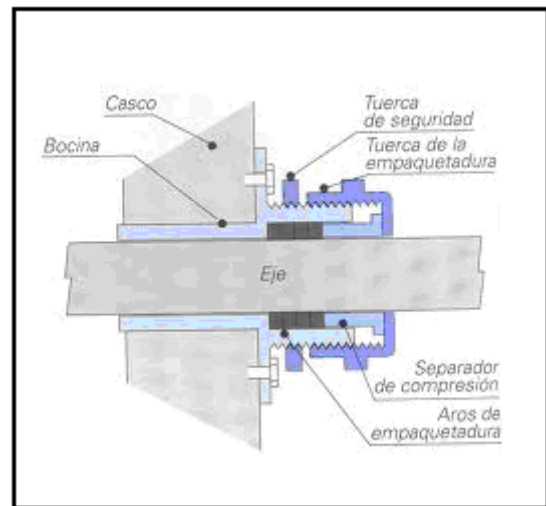 Casco
Bocina
Tuerca
de seguridad
Tuerca de la
empaquetadura
Eje
Separador
de compresión
Aros de
empaquetadura